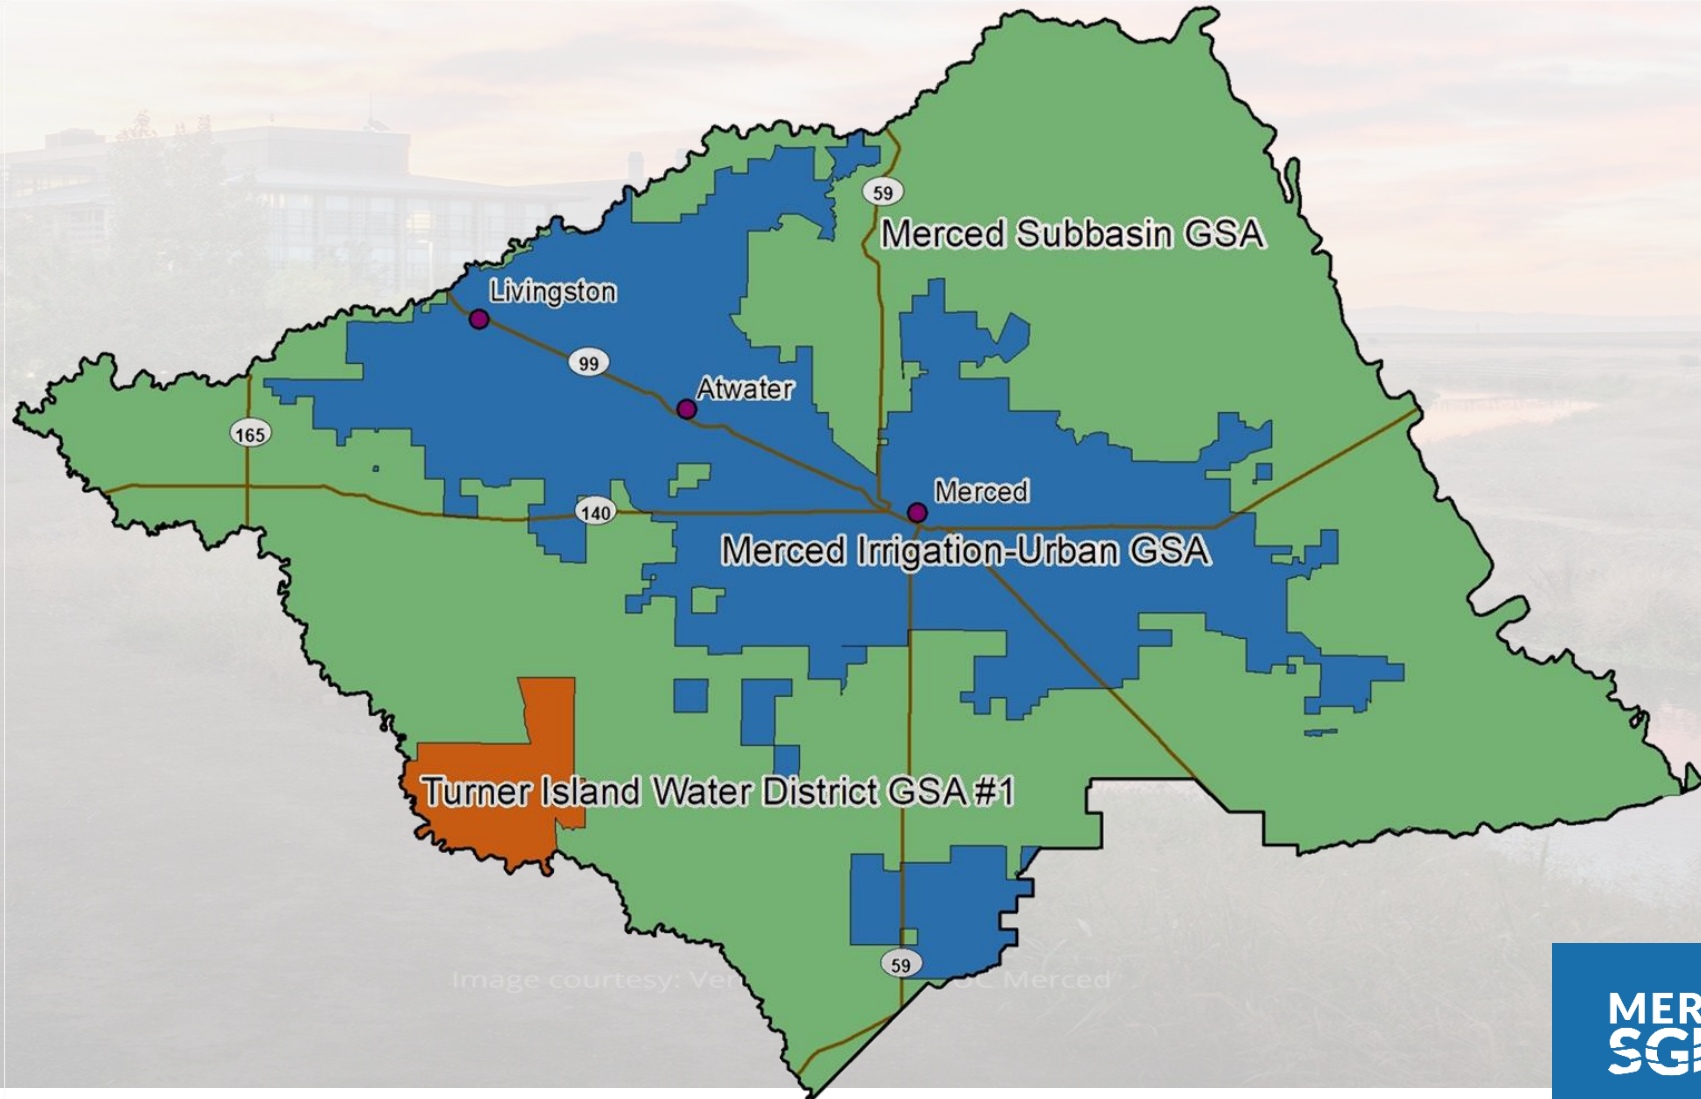 59
Merced Subbasin GSA
Livingston
99
Atwater
165
Merced
140
Merced Irrigation-Urban GSA
Turner Island Water District GSA #1
59
Image courtesy: Merced